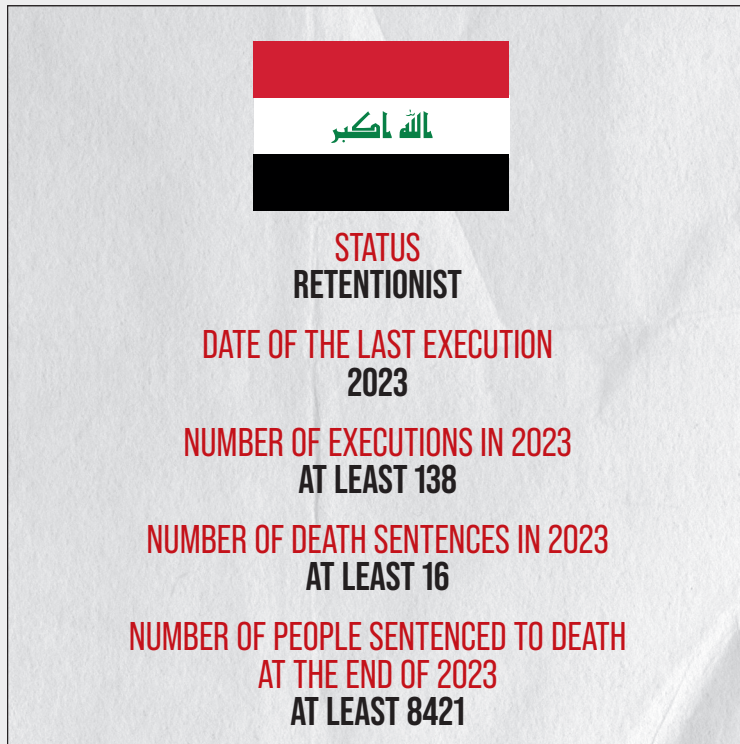 الله اكبر
STATUS
RETENTIONIST
DATE OF THE LAST EXECUTION
2023
NUMBER OF EXECUTIONS IN 2023
AT LEAST 138
NUMBER OF DEATH SENTENCES IN 2023
AT LEAST 16
NUMBER OF PEOPLE SENTENCED TO DEATH
AT THE END OF 2023
AT LEAST 8421